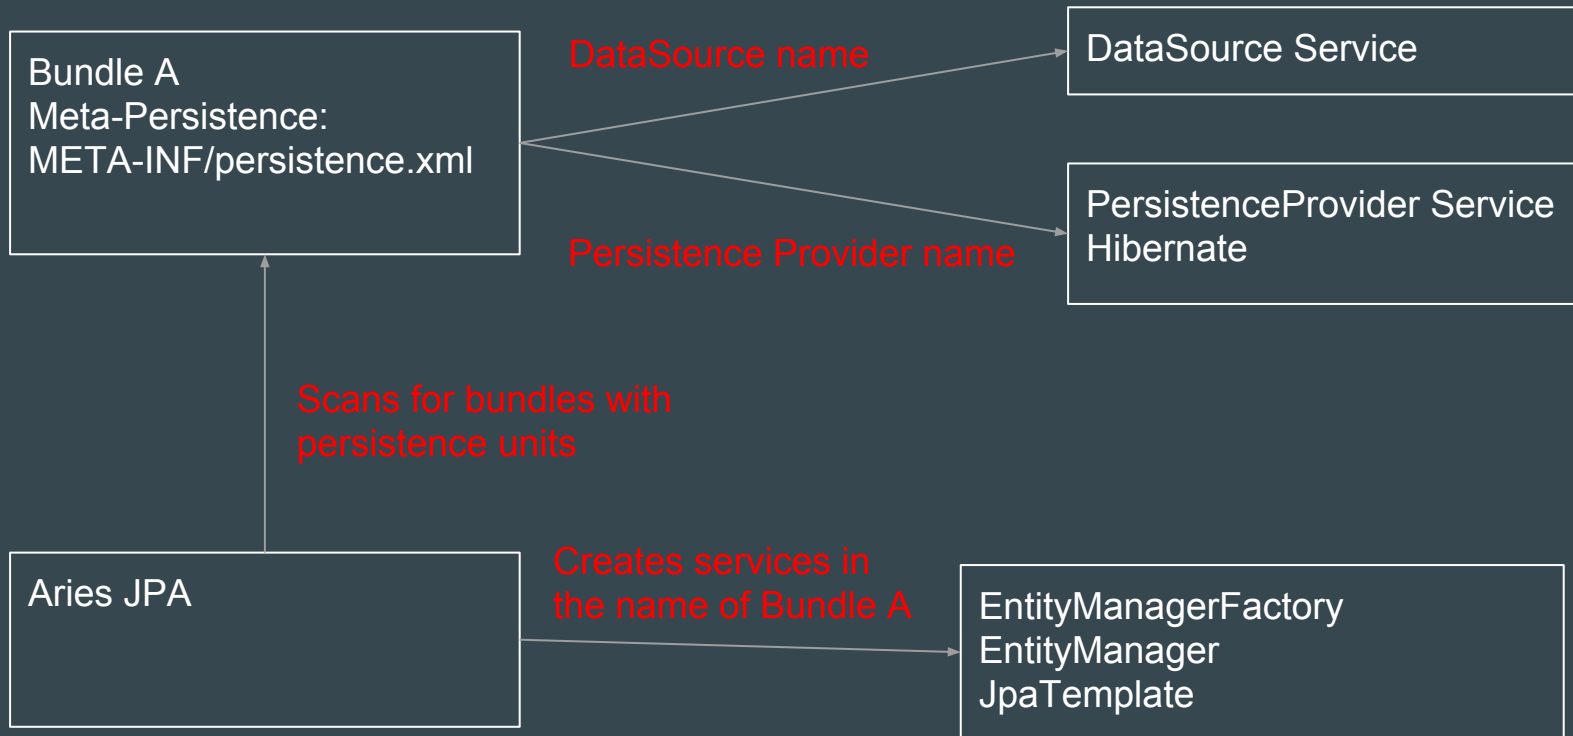 Bundle A
Meta-Persistence:
META-INF/persistence.xml
DataSource name
DataSource Service
Persistence Provider name
PersistenceProvider Service
Hibernate
Scans for bundles with
persistence units
Aries JPA
Creates services in
the name of Bundle A
EntityManagerFactory
EntityManager
JpaTemplate